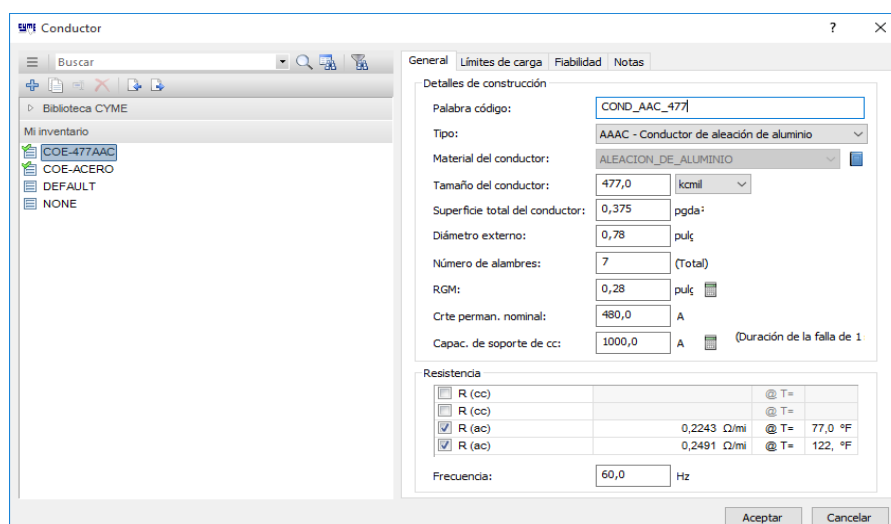 CYME Conductor ? ×
Buscar
Biblioteca CYME
Mi inventario
COE-477AAC
COE-ACERO
DEFAULT
NONE
General Límites de carga Fiabilidad Notas
Detalles de construcción
Palabra código: COND_AAC_477
Tipo: AAAC - Conductor de aleación de aluminio
Material del conductor: ALEACION_DE_ALUMINIO
Tamaño del conductor: 477,0 kcmil
Superficie total del conductor: 0,375 pgda²
Diámetro externo: 0,78 pulg
Número de alambres: 7 (Total)
RGM: 0,28 pulg
Crte perman. nominal: 480,0 A
Capac. de soporte de cc: 1000,0 A (Duración de la falla de 1
Resistencia
R (cc) @ T=
R (cc) @ T=
R (ac) 0,2243 Ω/mi @ T= 77,0 °F
R (ac) 0,2491 Ω/mi @ T= 122, °F
Frecuencia: 60,0 Hz
Aceptar Cancelar